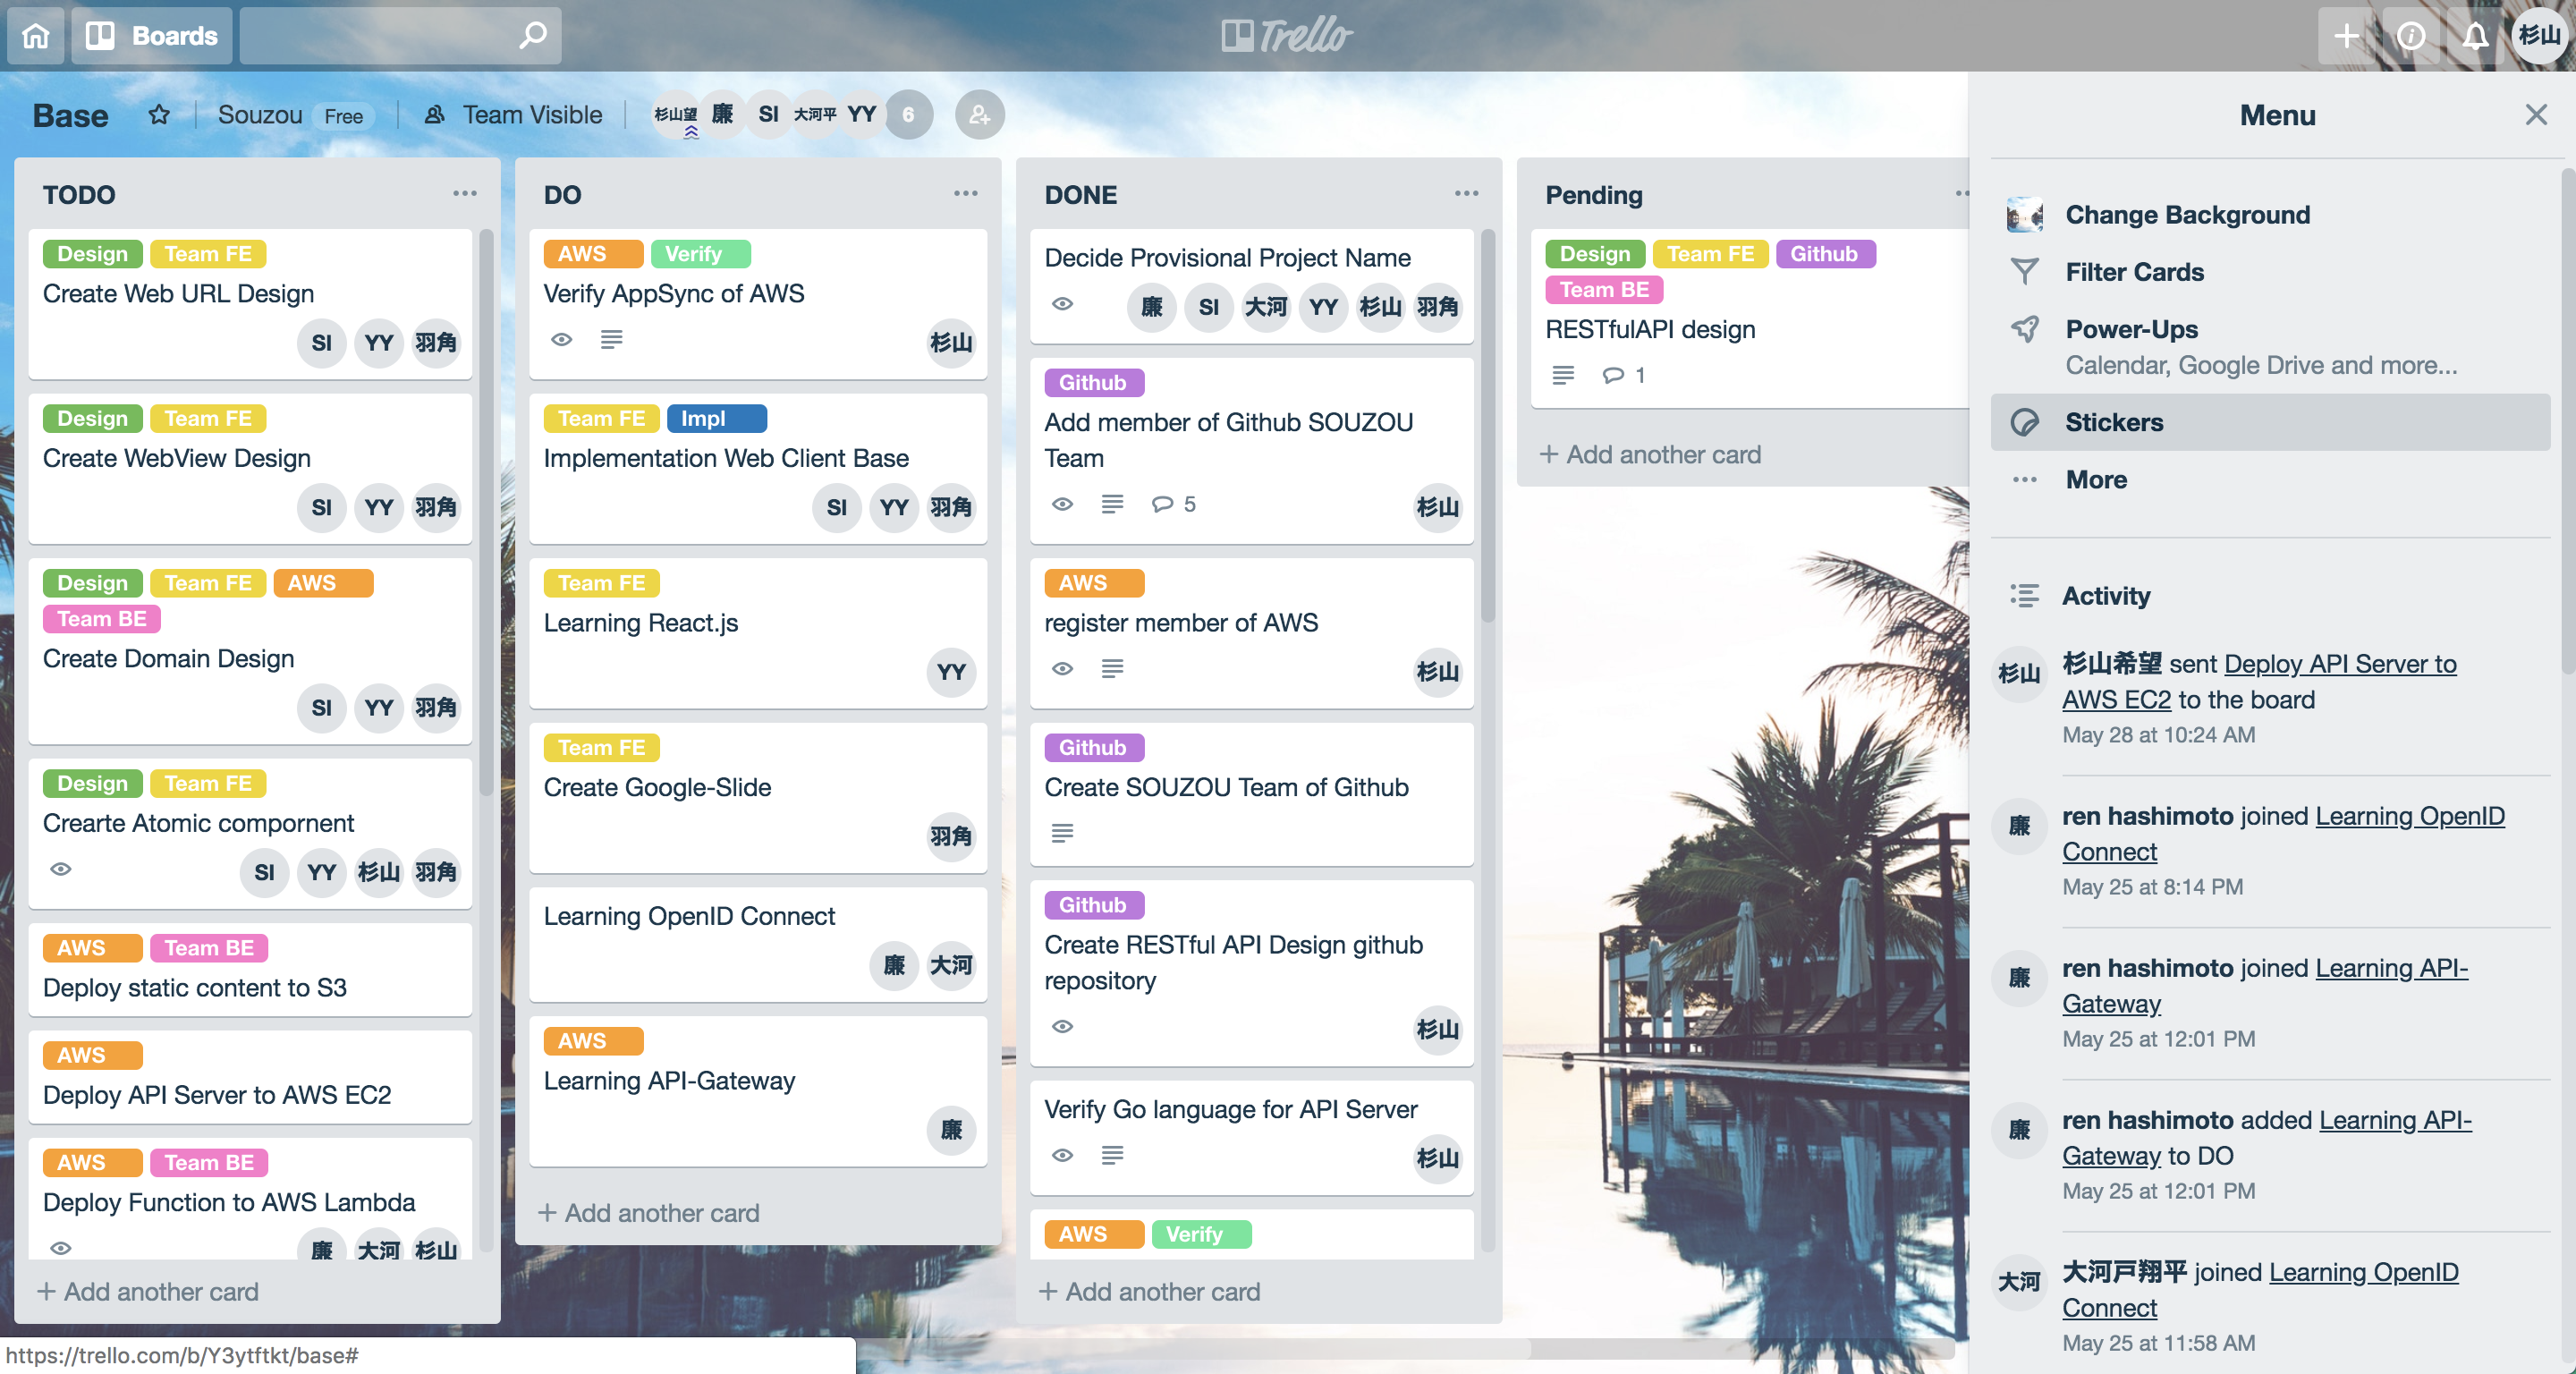 Boards
Trello
杉山
Base
Souzou Free
Team Visible
杉山望 廉 SI 大河平 YY 6
TODO
Design Team FE
Create Web URL Design
SI YY 羽角
Design Team FE
Create WebView Design
SI YY 羽角
Design Team FE AWS
Team BE
Create Domain Design
SI YY 羽角
Design Team FE
Crearte Atomic compornent
SI YY 杉山 羽角
AWS Team BE
Deploy static content to S3
AWS
Deploy API Server to AWS EC2
AWS Team BE
Deploy Function to AWS Lambda
廉 大河 杉山
+ Add another card
DO
AWS Verify
Verify AppSync of AWS
杉山
Team FE Impl
Implementation Web Client Base
SI YY 羽角
Team FE
Learning React.js
YY
Team FE
Create Google-Slide
羽角
Learning OpenID Connect
廉 大河
AWS
Learning API-Gateway
廉
+ Add another card
DONE
Decide Provisional Project Name
廉 SI 大河 YY 杉山 羽角
Github
Add member of Github SOUZOU
Team
5 杉山
AWS
register member of AWS
杉山
Github
Create SOUZOU Team of Github
Github
Create RESTful API Design github
repository
杉山
Verify Go language for API Server
杉山
AWS Verify
+ Add another card
Pending
Design Team FE Github
Team BE
RESTfulAPI design
1
+ Add another card
Menu
Change Background
Filter Cards
Power-Ups
Calendar, Google Drive and more...
Stickers
More
Activity
杉山
杉山希望 sent Deploy API Server to
AWS EC2 to the board
May 28 at 10:24 AM
廉
ren hashimoto joined Learning OpenID
Connect
May 25 at 8:14 PM
廉
ren hashimoto joined Learning API-
Gateway
May 25 at 12:01 PM
廉
ren hashimoto added Learning API-
Gateway to DO
May 25 at 12:01 PM
大河
大河戸翔平 joined Learning OpenID
Connect
May 25 at 11:58 AM
https://trello.com/b/Y3ytftkt/base#